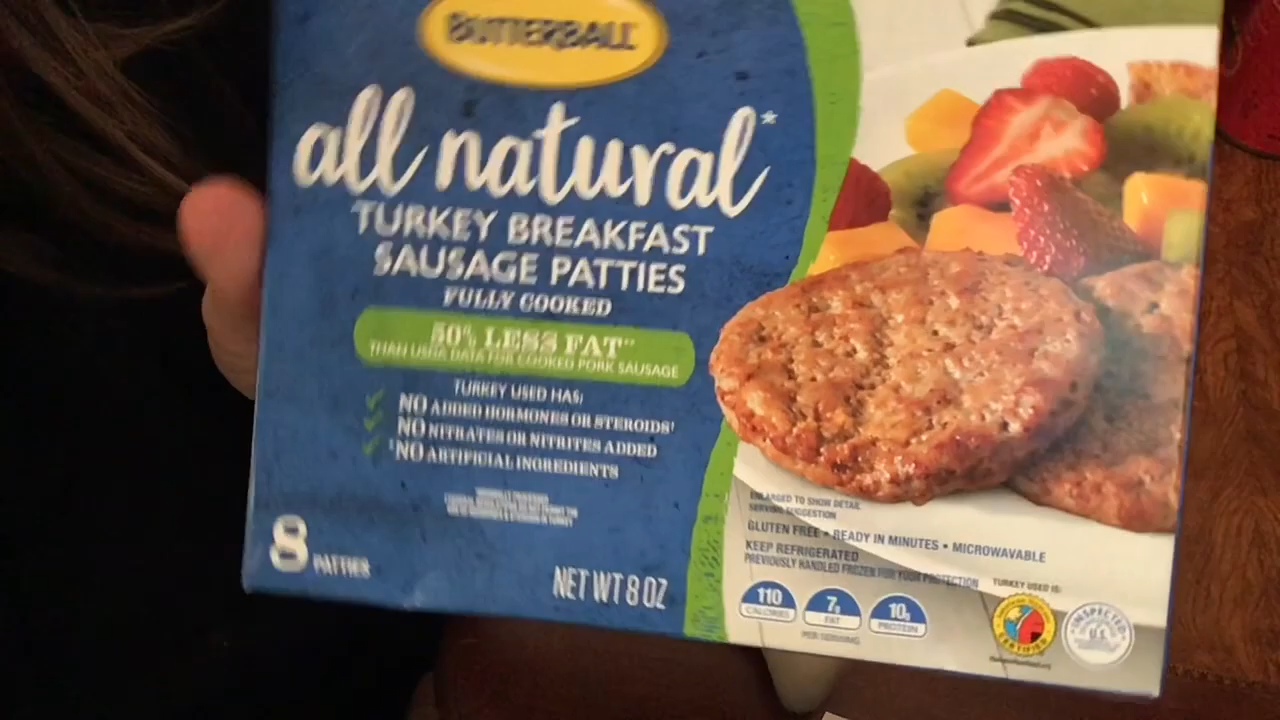 BUTTERBALL
all natural*
TURKEY BREAKFAST
SAUSAGE PATTIES
FULLY COOKED
50% LESS FAT**
THAN USDA DATA FOR COOKED PORK SAUSAGE
TURKEY USED HAS:
NO ADDED HORMONES OR STEROIDS†
NO NITRATES OR NITRITES ADDED
*NO ARTIFICIAL INGREDIENTS
8 PATTIES
NET WT 8 OZ
ENLARGED TO SHOW DETAIL
SERVING SUGGESTION
GLUTEN FREE • READY IN MINUTES • MICROWAVABLE
KEEP REFRIGERATED
PREVIOUSLY HANDLED FROZEN FOR YOUR PROTECTION
110 CALORIES
7g FAT
10g PROTEIN
PER SERVING
TURKEY USED IS:
CERTIFIED
INSPECTED